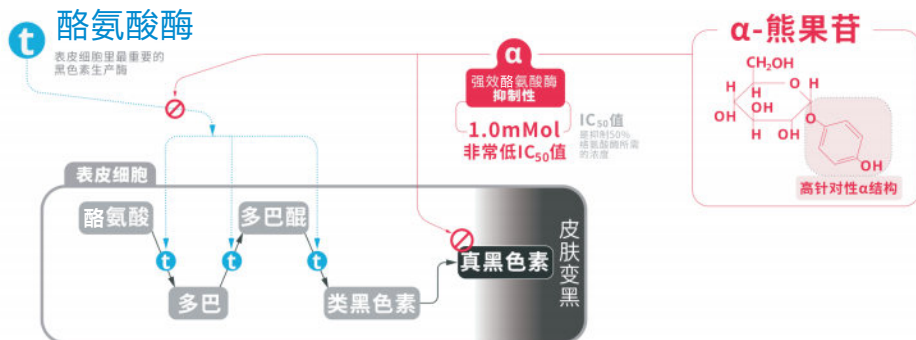 t
酪氨酸酶
表皮细胞里最重要的
黑色素生产酶
α
强效酪氨酸酶
抑制性
1.0mMol
非常低IC₅₀值
IC₅₀值
是抑制50%
酪氨酸酶所需
的浓度
α-熊果苷
CH₂OH
H
O
H
H
OH
H
OH
H
OH
O
OH
高针对性α结构
表皮细胞
酪氨酸
多巴醌
t
t
t
多巴
类黑色素
真黑色素
皮肤变黑